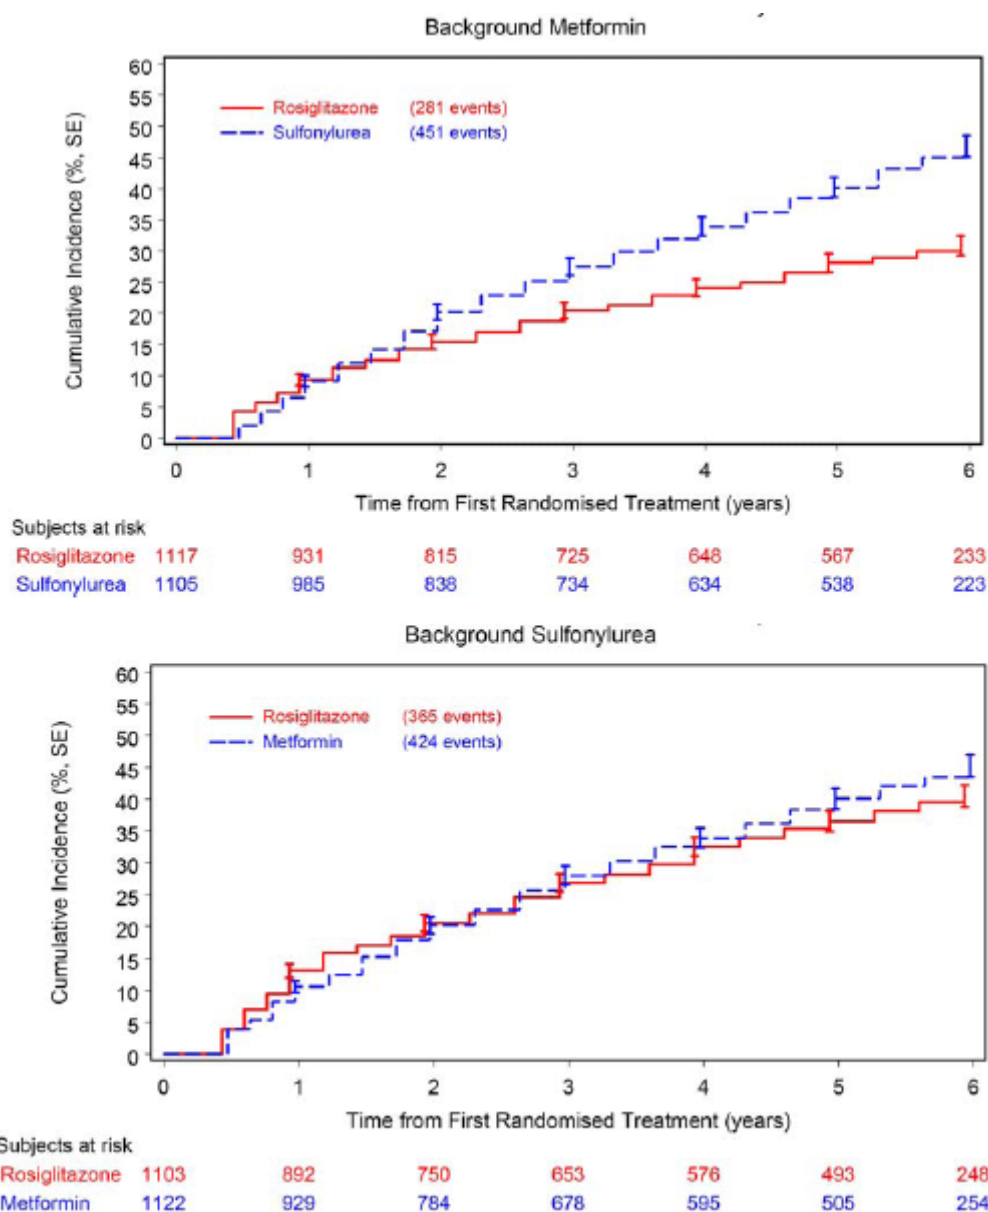 Background Metformin
Cumulative Incidence (%, SE)
60
55
50
45
40
35
30
25
20
15
10
5
0
Rosiglitazone (281 events)
Sulfonylurea (451 events)
0 1 2 3 4 5 6
Time from First Randomised Treatment (years)
Subjects at risk
Rosiglitazone 1117 931 815 725 648 567 233
Sulfonylurea 1105 985 838 734 634 538 223
Background Sulfonylurea
Cumulative Incidence (%, SE)
60
55
50
45
40
35
30
25
20
15
10
5
0
Rosiglitazone (365 events)
Metformin (424 events)
0 1 2 3 4 5 6
Time from First Randomised Treatment (years)
Subjects at risk
Rosiglitazone 1103 892 750 653 576 493 248
Metformin 1122 929 784 678 595 505 254